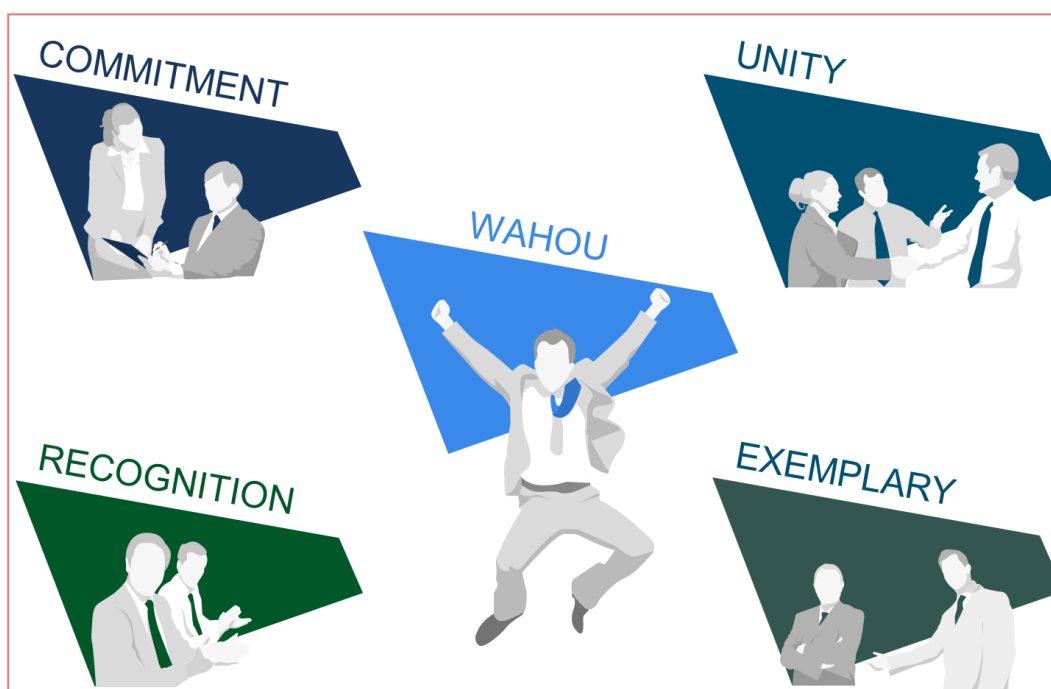 COMMITMENT
UNITY
WAHOU
RECOGNITION
EXEMPLARY